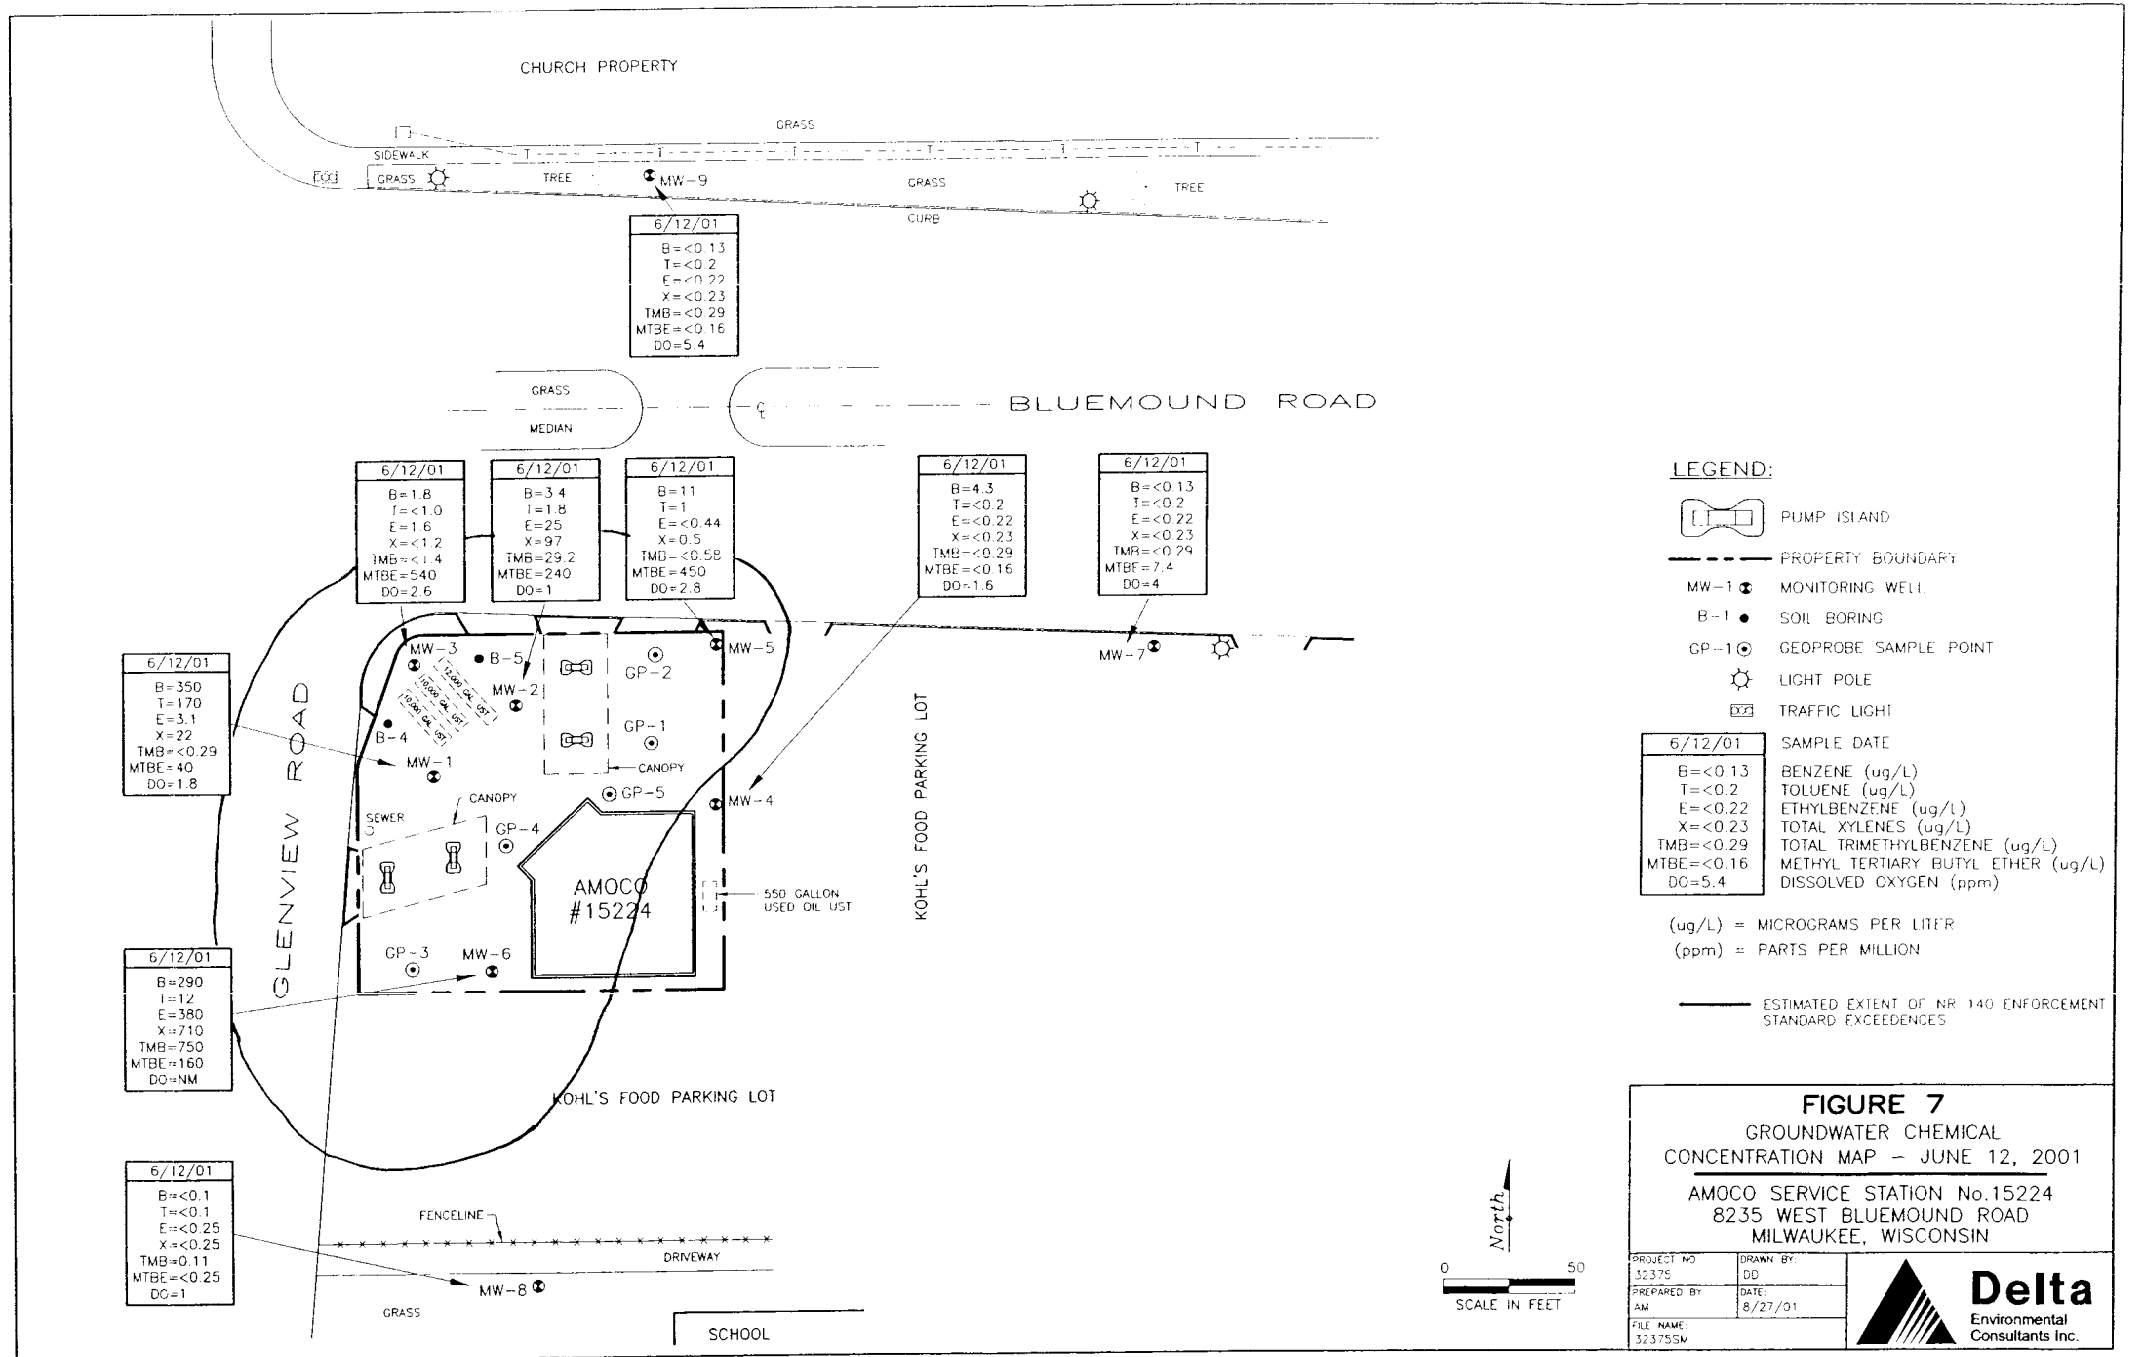 CHURCH PROPERTY
GRASS
SIDEWALK
T T T T T T
GRASS
TREE
MW-9
GRASS
TREE
CURB
6/12/01
B=<0.13
T=<0.2
E=<0.22
X=<0.23
TMB=<0.29
MTBE=<0.16
DO=5.4
GRASS
MEDIAN
BLUEMOUND ROAD
6/12/01
B=1.8
T=<1.0
E=1.6
X=<1.2
TMB=<1.4
MTBE=540
DO=2.6
6/12/01
B=3.4
T=1.8
E=25
X=97
TMB=29.2
MTBE=240
DO=1
6/12/01
B=11
T=1
E=<0.44
X=0.5
TMB=<0.58
MTBE=450
DO=2.8
6/12/01
B=4.3
T=<0.2
E=<0.22
X=<0.23
TMB=<0.29
MTBE=<0.16
DO=1.6
6/12/01
B=<0.13
T=<0.2
E=<0.22
X=<0.23
TMB=<0.29
MTBE=7.4
DO=4
MW-3
B-5
MW-2
GP-2
MW-5
MW-7
12,000 GAL UST
10,000 GAL UST
10,000 GAL UST
B-4
MW-1
GP-1
CANOPY
GP-5
MW-4
6/12/01
B=350
T=170
E=3.1
X=22
TMB=<0.29
MTBE=40
DO=1.8
GLENVIEW ROAD
SEWER
CANOPY
GP-4
AMOCO
#15224
550 GALLON
USED OIL UST
KOHL'S FOOD PARKING LOT
GP-3
MW-6
6/12/01
B=290
T=12
E=380
X=710
TMB=750
MTBE=160
DO=NM
KOHL'S FOOD PARKING LOT
6/12/01
B=<0.1
T=<0.1
E=<0.25
X=<0.25
TMB=0.11
MTBE=<0.25
DO=1
FENCELINE
DRIVEWAY
MW-8
GRASS
SCHOOL
LEGEND:
PUMP ISLAND
PROPERTY BOUNDARY
MW-1 MONITORING WELL
B-1 SOIL BORING
GP-1 GEOPROBE SAMPLE POINT
LIGHT POLE
TRAFFIC LIGHT
6/12/01 SAMPLE DATE
B=<0.13 BENZENE (ug/L)
T=<0.2 TOLUENE (ug/L)
E=<0.22 ETHYLBENZENE (ug/L)
X=<0.23 TOTAL XYLENES (ug/L)
TMB=<0.29 TOTAL TRIMETHYLBENZENE (ug/L)
MTBE=<0.16 METHYL TERTIARY BUTYL ETHER (ug/L)
DO=5.4 DISSOLVED OXYGEN (ppm)
(ug/L) = MICROGRAMS PER LITER
(ppm) = PARTS PER MILLION
ESTIMATED EXTENT OF NR 140 ENFORCEMENT
STANDARD EXCEEDENCES
North
0 50
SCALE IN FEET
FIGURE 7
GROUNDWATER CHEMICAL
CONCENTRATION MAP - JUNE 12, 2001
AMOCO SERVICE STATION No.15224
8235 WEST BLUEMOUND ROAD
MILWAUKEE, WISCONSIN
PROJECT NO
32375
DRAWN BY:
DD
PREPARED BY
AM
DATE:
8/27/01
FILE NAME:
32375SM
Delta
Environmental
Consultants Inc.